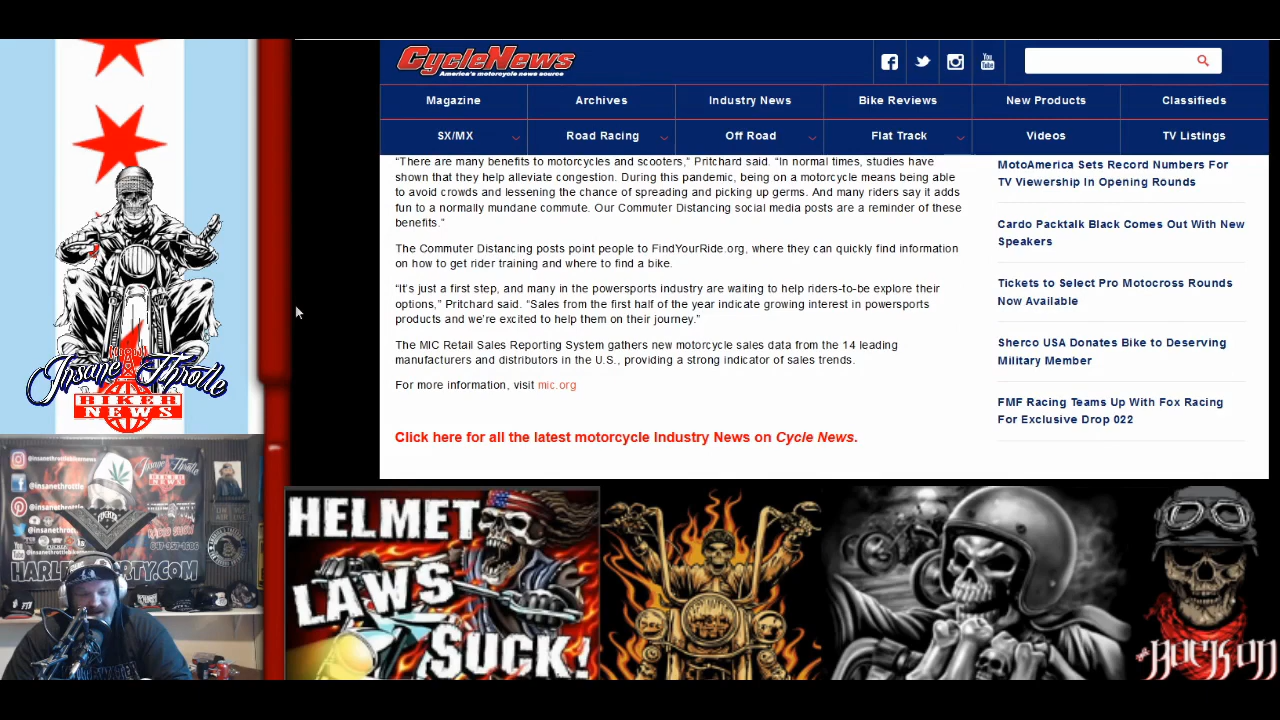 CycleNews
America's motorcycle news source
You
Tube
Magazine
Archives
Industry News
Bike Reviews
New Products
Classifieds
SX/MX
Road Racing
Off Road
Flat Track
Videos
TV Listings
“There are many benefits to motorcycles and scooters,” Pritchard said. “In normal times, studies have
shown that they help alleviate congestion. During this pandemic, being on a motorcycle means being able
to avoid crowds and lessening the chance of spreading and picking up germs. And many riders say it adds
fun to a normally mundane commute. Our Commuter Distancing social media posts are a reminder of these
benefits.”
The Commuter Distancing posts point people to FindYourRide.org, where they can quickly find information
on how to get rider training and where to find a bike.
“It’s just a first step, and many in the powersports industry are waiting to help riders-to-be explore their
options,” Pritchard said. “Sales from the first half of the year indicate growing interest in powersports
products and we’re excited to help them on their journey.”
The MIC Retail Sales Reporting System gathers new motorcycle sales data from the 14 leading
manufacturers and distributors in the U.S., providing a strong indicator of sales trends.
For more information, visit mic.org
Click here for all the latest motorcycle Industry News on Cycle News.
MotoAmerica Sets Record Numbers For
TV Viewership In Opening Rounds
Cardo Packtalk Black Comes Out With New
Speakers
Tickets to Select Pro Motocross Rounds
Now Available
Sherco USA Donates Bike to Deserving
Military Member
FMF Racing Teams Up With Fox Racing
For Exclusive Drop 022
Insane Throttle
BIKER
NEWS
@insanethrottlebikernews
@insanethrottle
@insanethrottle
@insanethrottlebikernews
HELMET
LAWS
SUCK!
ROCKS ON